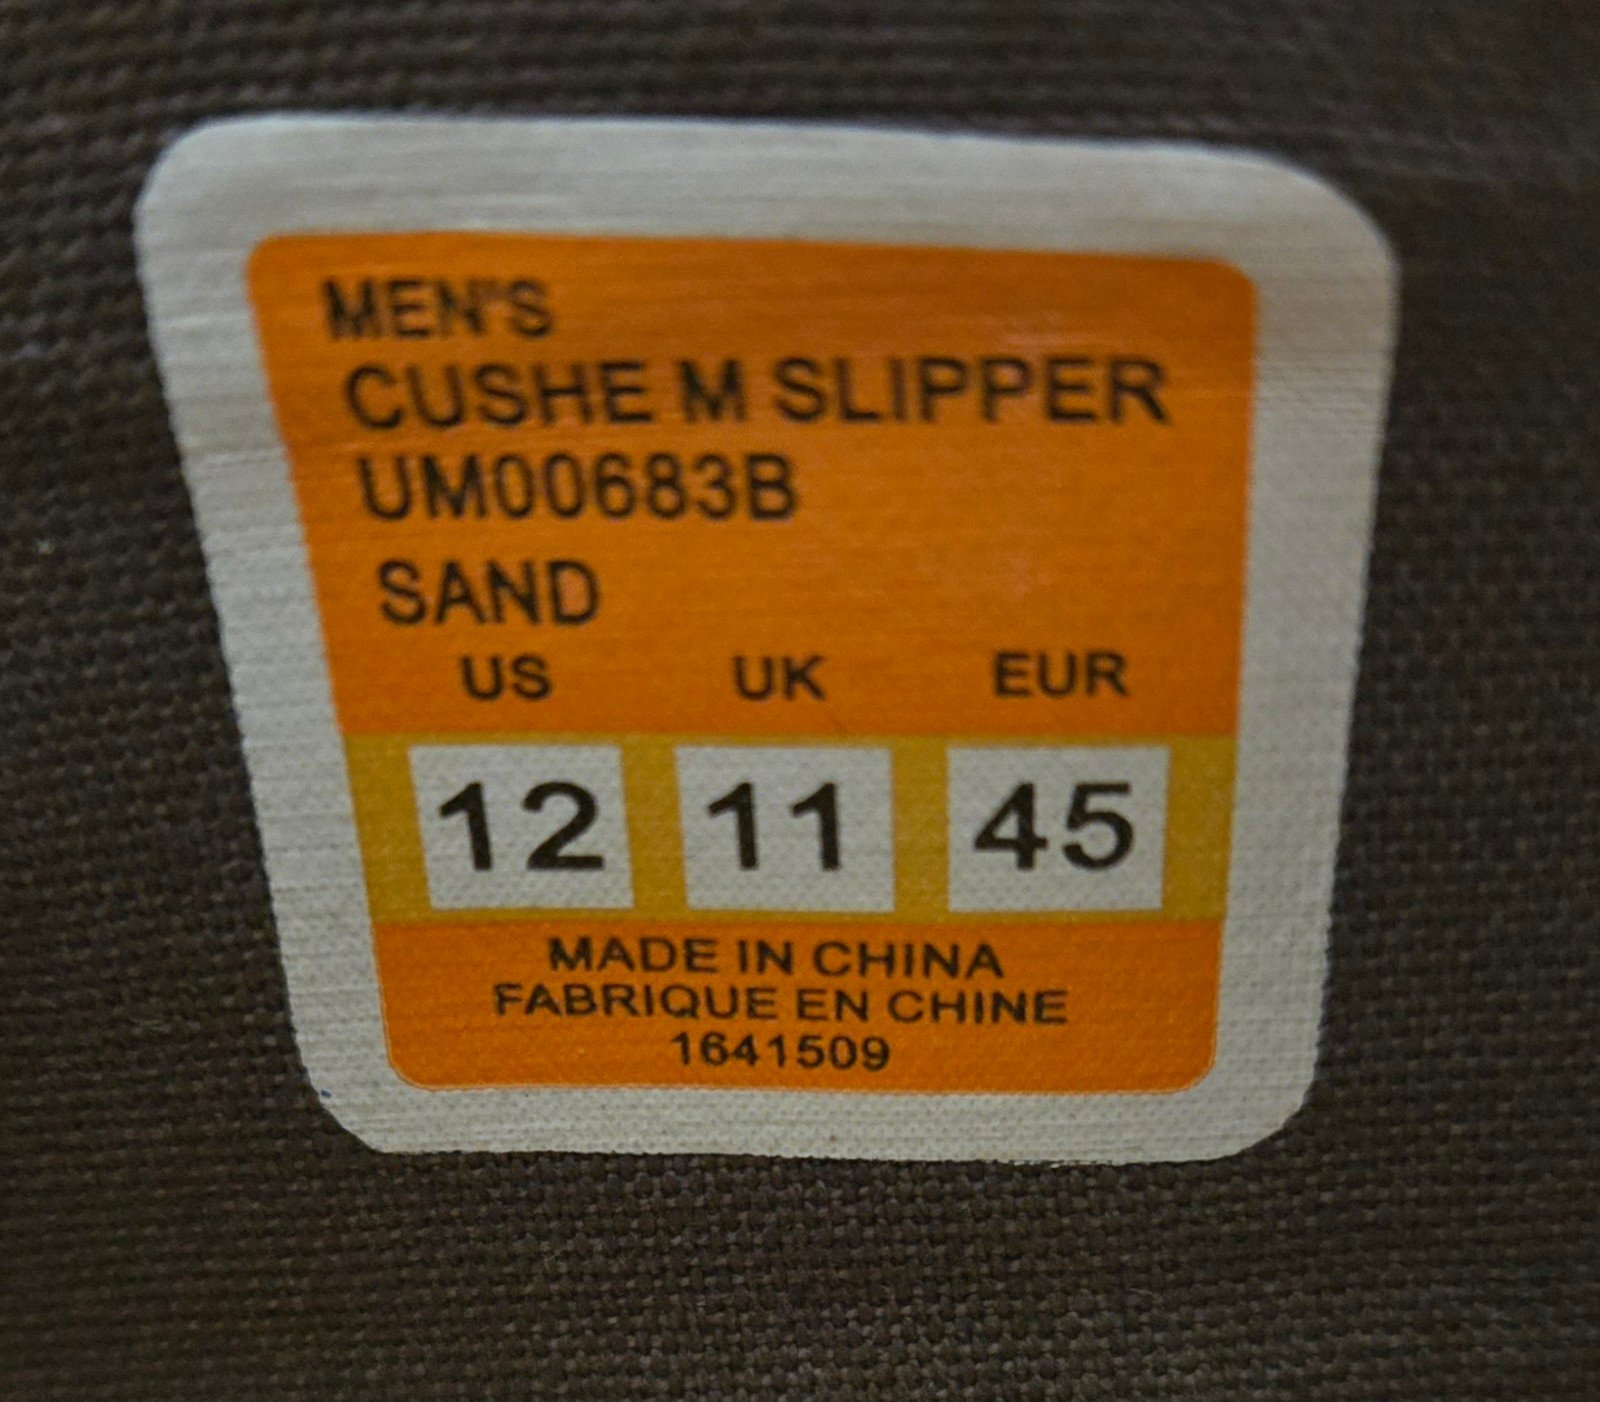 MEN'S
CUSHE M SLIPPER
UM00683B
SAND
US UK EUR
12 11 45
MADE IN CHINA
FABRIQUE EN CHINE
1641509